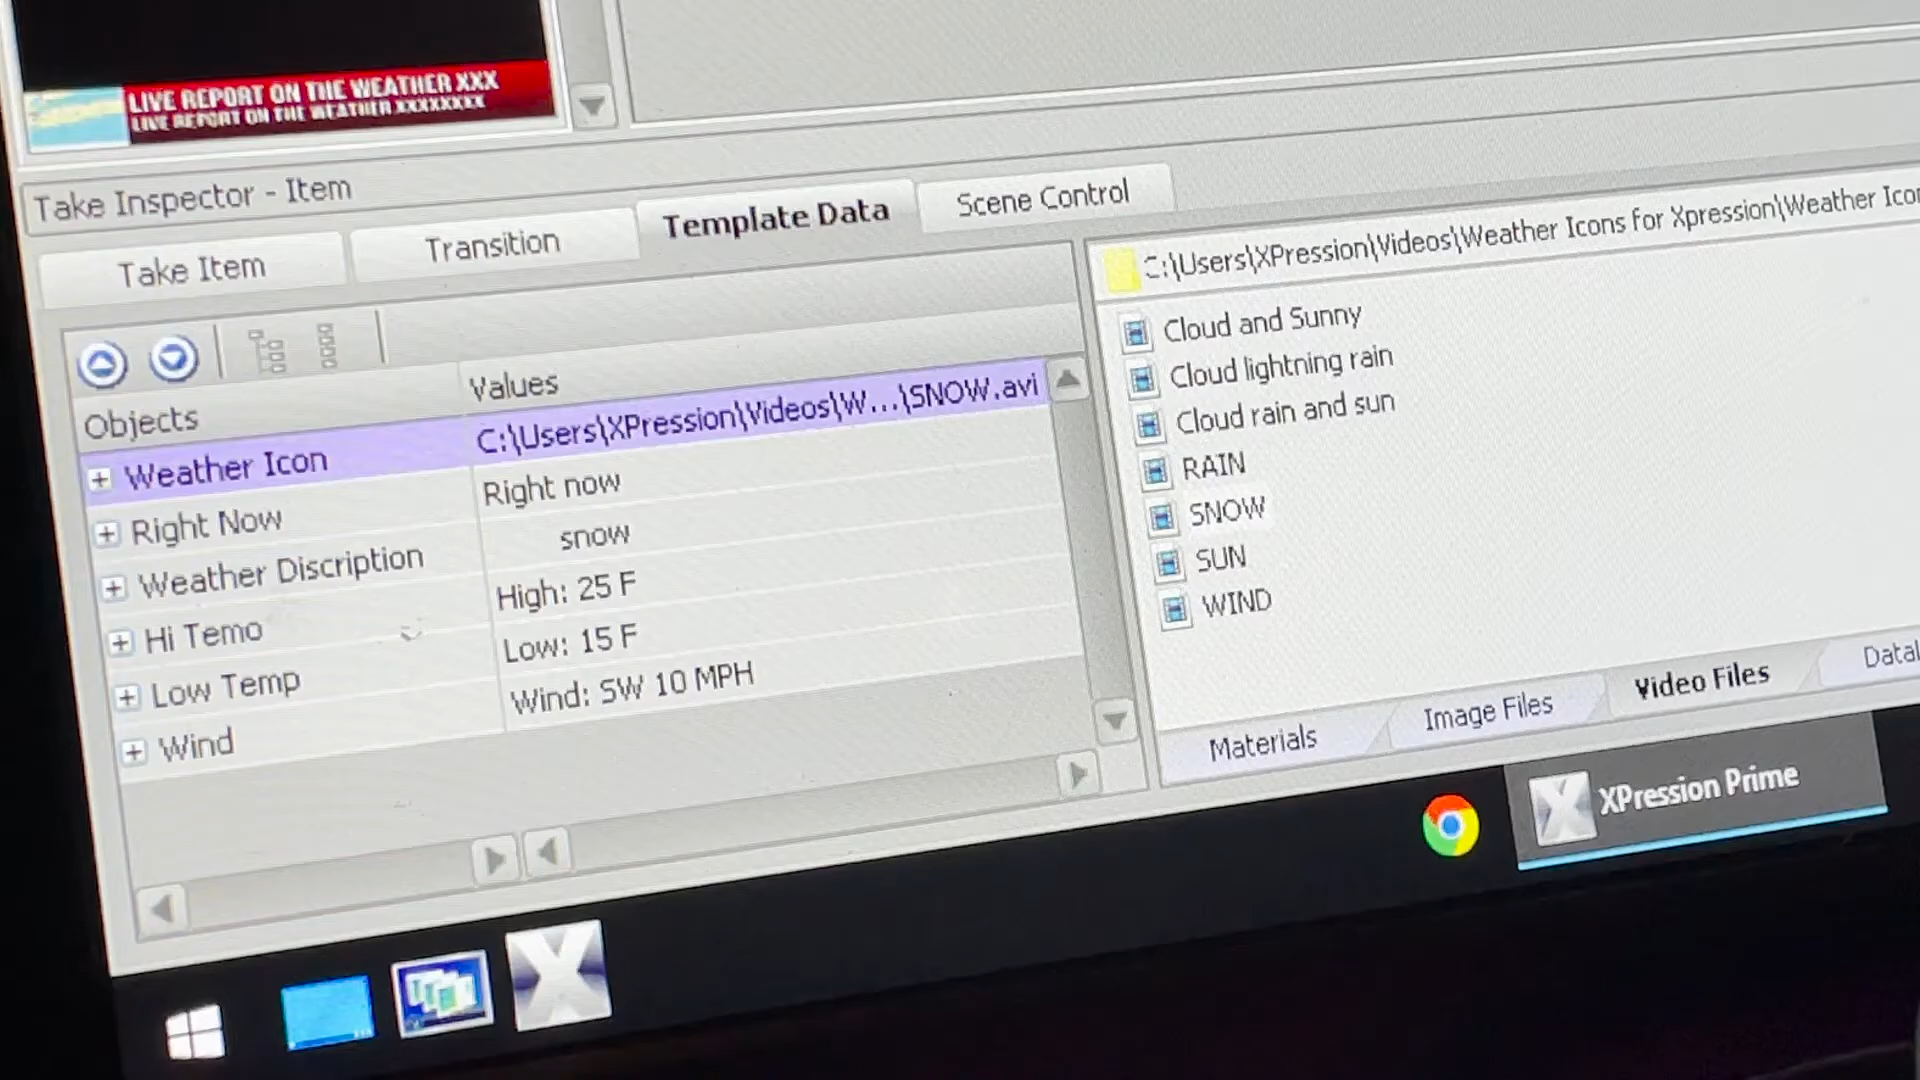 LIVE REPORT ON THE WEATHER XXX
LIVE REPORT ON THE WEATHER XXXXXXXX
Take Inspector - Item
Take Item
Transition
Template Data
Scene Control
Objects
Values
Weather Icon
C:\Users\XPression\Videos\W...\SNOW.avi
Right Now
Right now
Weather Discription
snow
Hi Temo
High: 25 F
Low Temp
Low: 15 F
Wind
Wind: SW 10 MPH
C:\Users\XPression\Videos\Weather Icons for Xpression\Weather Icon
Cloud and Sunny
Cloud lightning rain
Cloud rain and sun
RAIN
SNOW
SUN
WIND
Materials
Image Files
Video Files
Datal
XPression Prime